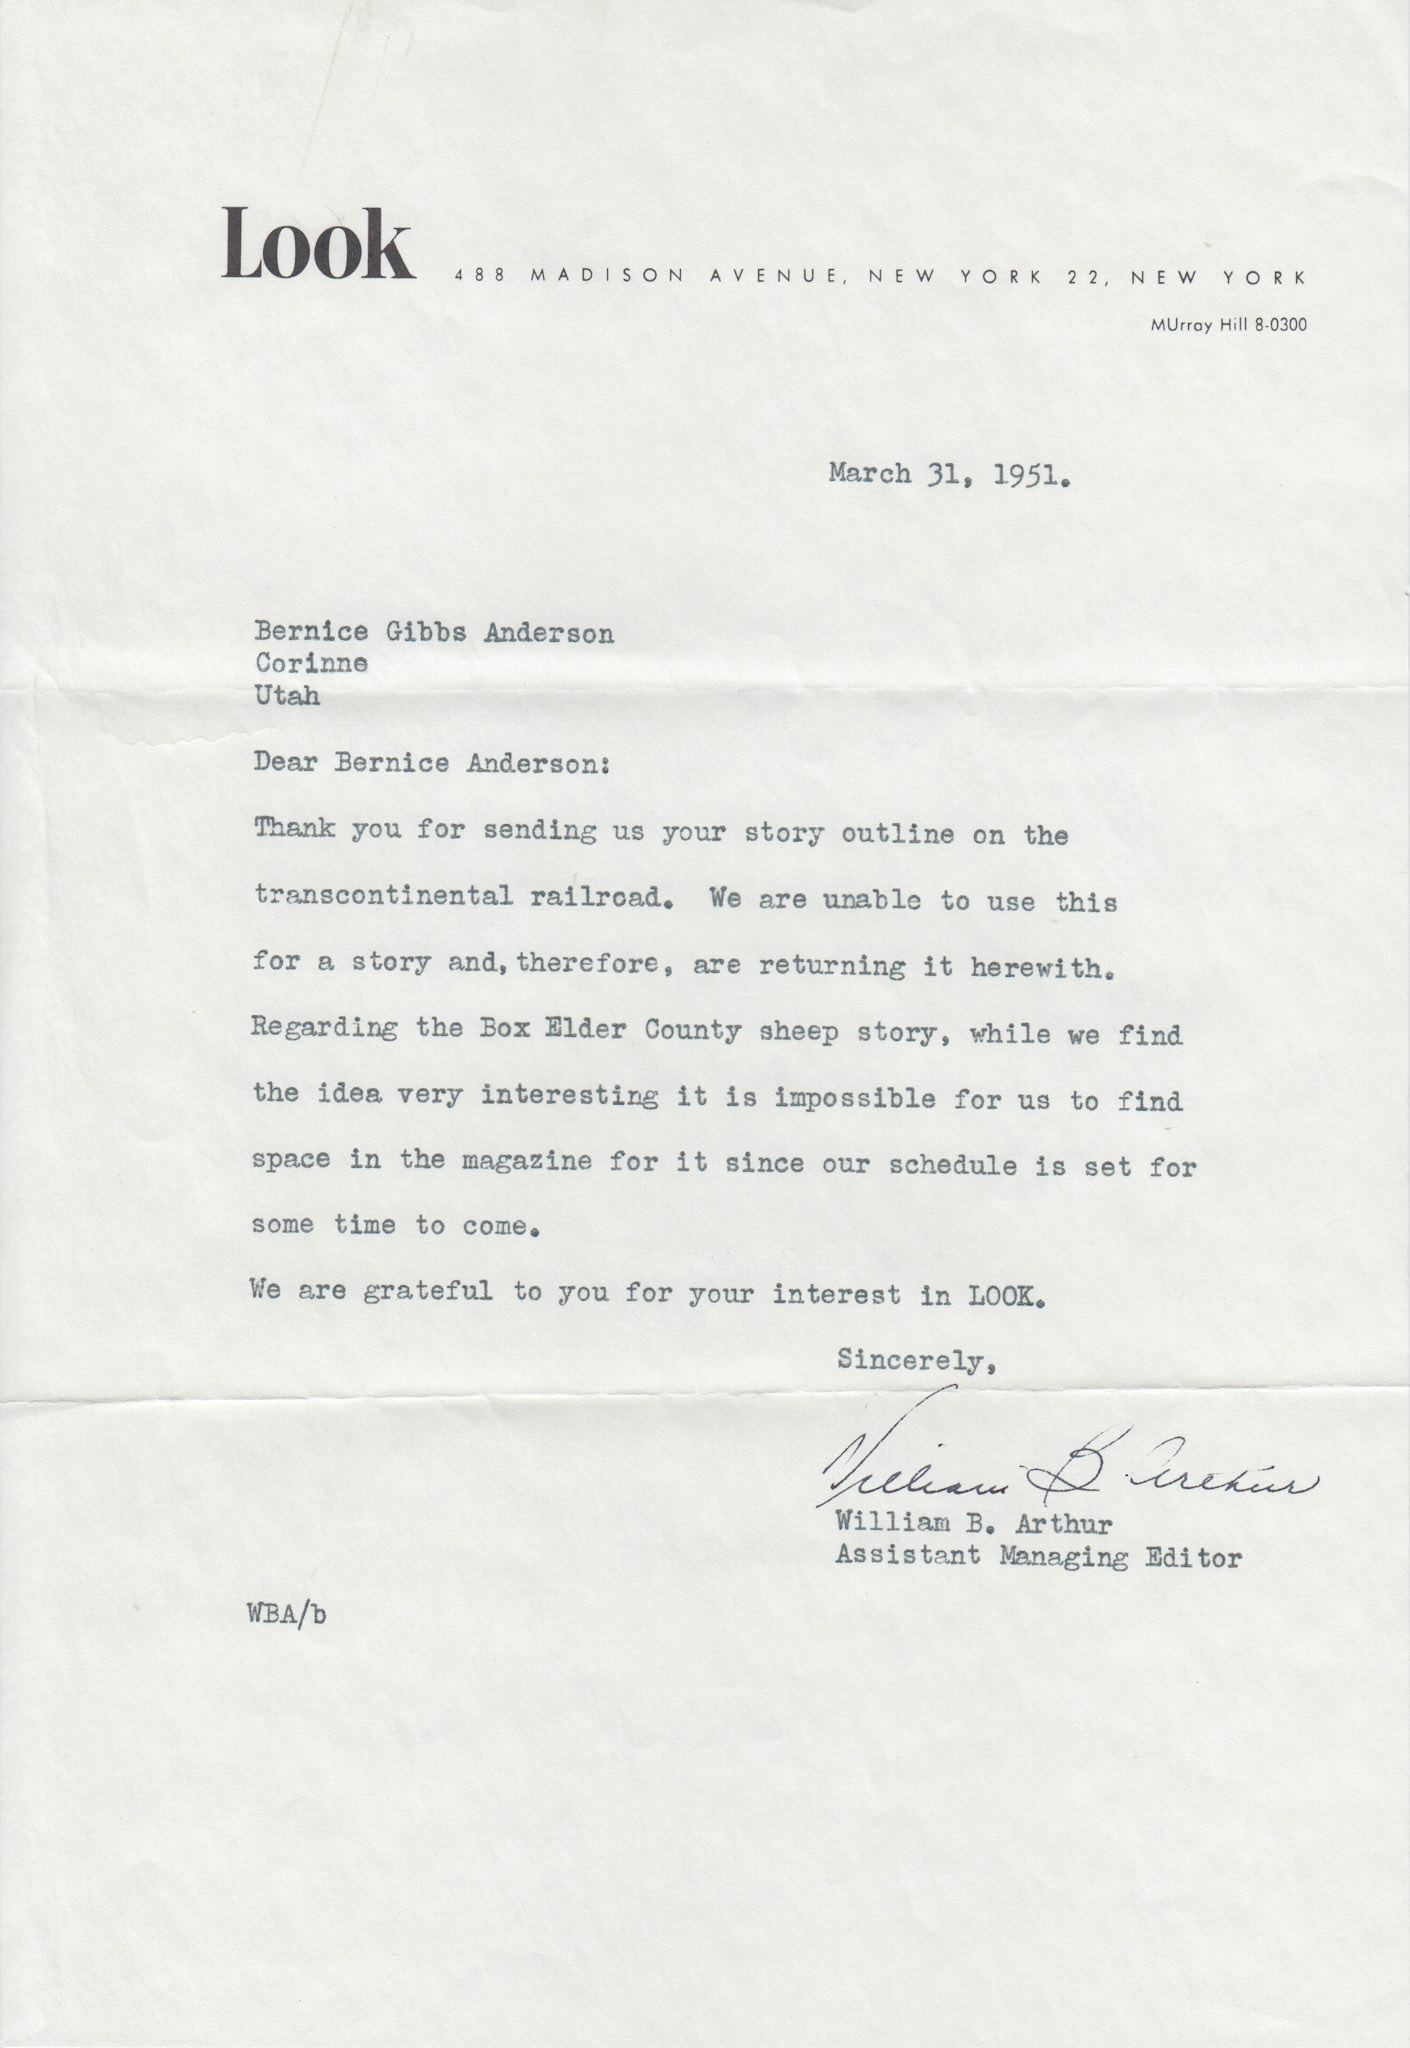 Look 488 MADISON AVENUE, NEW YORK 22, NEW YORK
MUrray Hill 8-0300
March 31, 1951.
Bernice Gibbs Anderson
Corinne
Utah
Dear Bernice Anderson:
Thank you for sending us your story outline on the
transcontinental railroad. We are unable to use this
for a story and, therefore, are returning it herewith.
Regarding the Box Elder County sheep story, while we find
the idea very interesting it is impossible for us to find
space in the magazine for it since our schedule is set for
some time to come.
We are grateful to you for your interest in LOOK.
Sincerely,
William B Arthur
William B. Arthur
Assistant Managing Editor
WBA/b